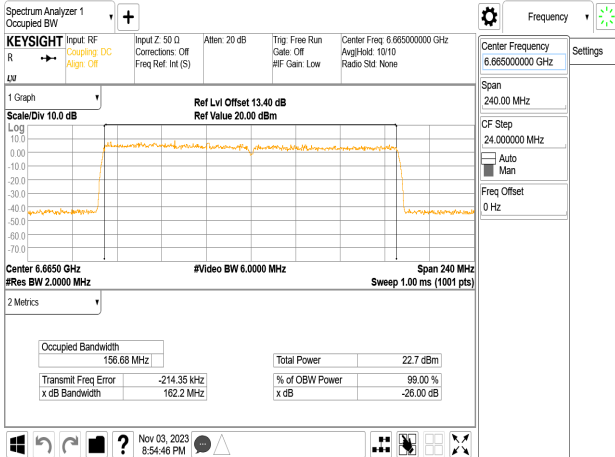 Spectrum Analyzer 1
Occupied BW
Frequency
KEYSIGHT
R
LXI
Input: RF
Coupling: DC
Align: Off
Input Z: 50 Ω
Corrections: Off
Freq Ref: Int (S)
Atten: 20 dB
Trig: Free Run
Gate: Off
#IF Gain: Low
Center Freq: 6.665000000 GHz
Avg|Hold: 10/10
Radio Std: None
Center Frequency
6.665000000 GHz
Settings
Span
240.00 MHz
CF Step
24.000000 MHz
Auto
Man
Freq Offset
0 Hz
1 Graph
Scale/Div 10.0 dB
Ref Lvl Offset 13.40 dB
Ref Value 20.00 dBm
Log
10.0
0.00
-10.0
-20.0
-30.0
-40.0
-50.0
-60.0
-70.0
Center 6.6650 GHz
#Res BW 2.0000 MHz
#Video BW 6.0000 MHz
Span 240 MHz
Sweep 1.00 ms (1001 pts)
2 Metrics
Occupied Bandwidth
156.68 MHz
Total Power 22.7 dBm
Transmit Freq Error -214.35 kHz
% of OBW Power 99.00 %
x dB Bandwidth 162.2 MHz
x dB -26.00 dB
?
Nov 03, 2023
8:54:46 PM